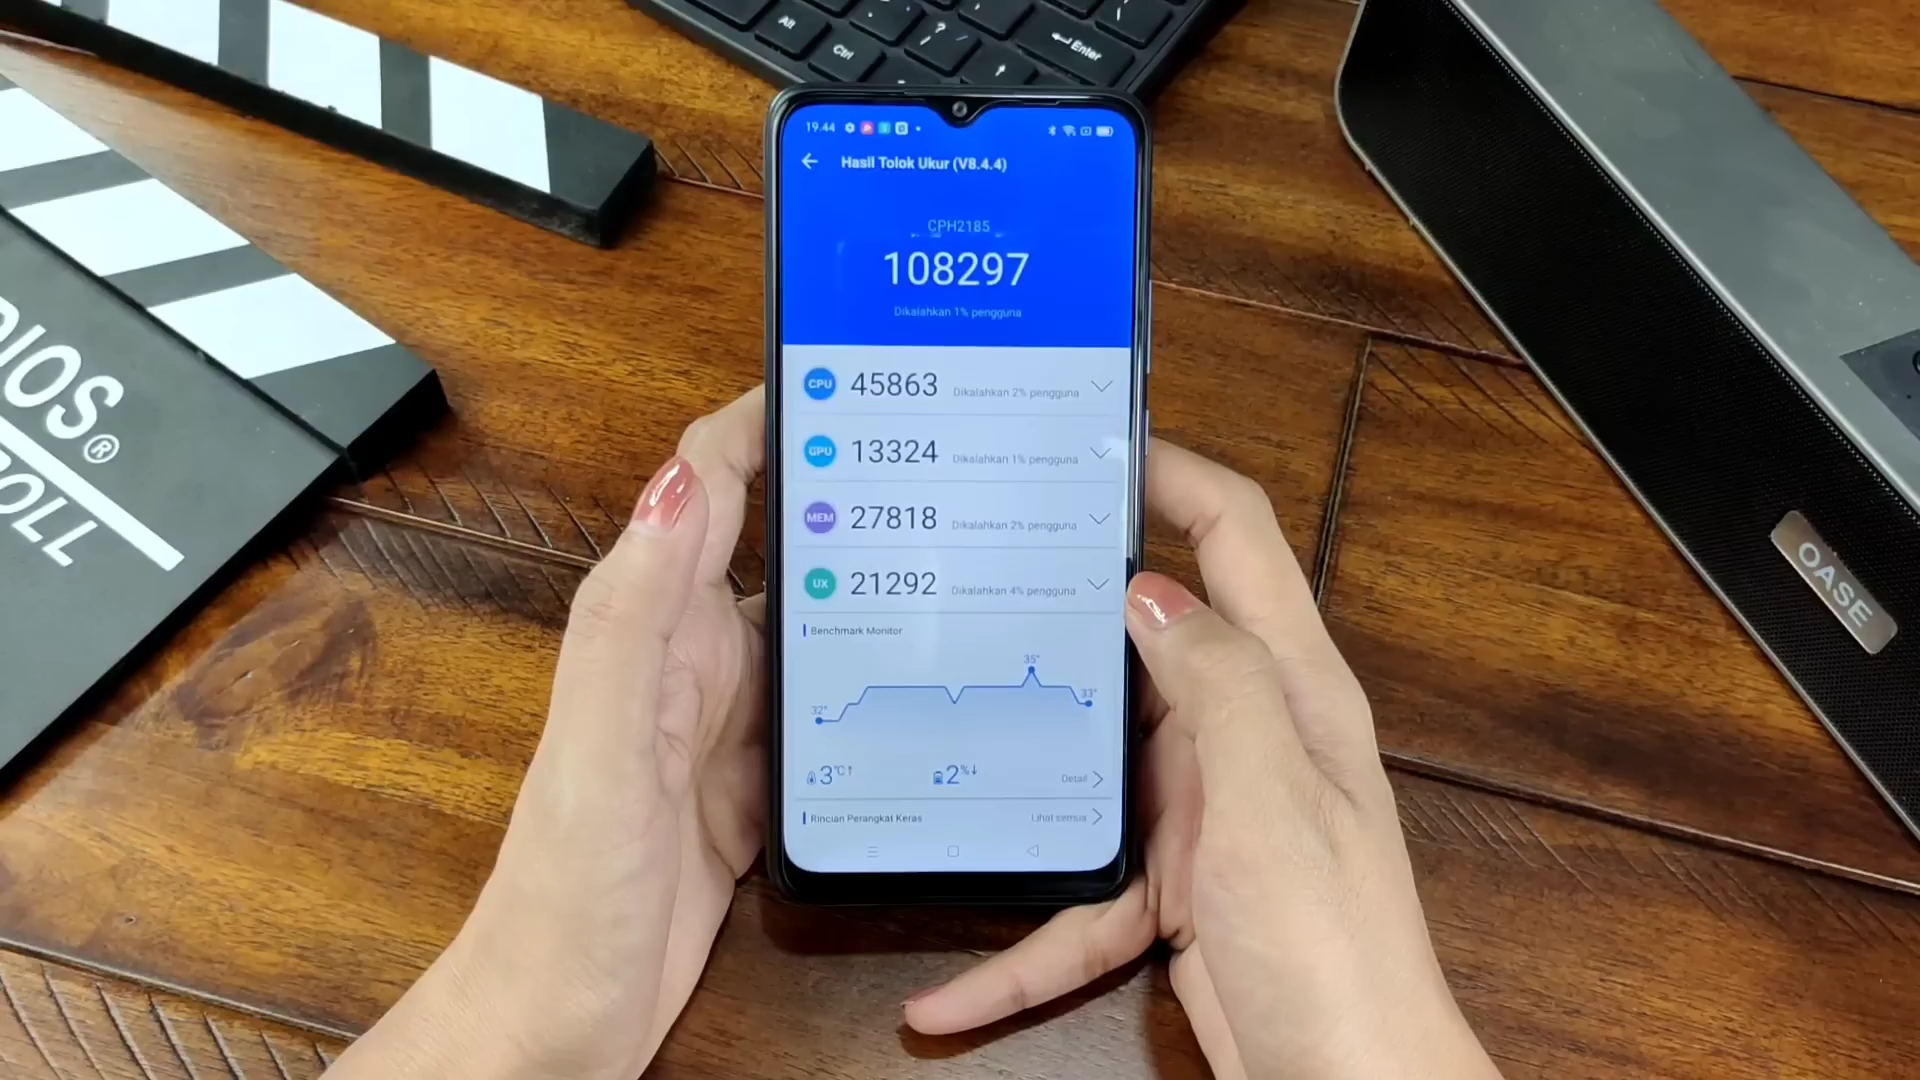 Alt
Ctrl
?
/
Enter
19.44
Hasil Tolok Ukur (V8.4.4)
CPH2185
108297
Dikalahkan 1% pengguna
CPU 45863 Dikalahkan 2% pengguna
GPU 13324 Dikalahkan 1% pengguna
MEM 27818 Dikalahkan 2% pengguna
UX 21292 Dikalahkan 4% pengguna
Benchmark Monitor
35°
33°
32°
3°C↑ 2%↓ Detail
Rincian Perangkat Keras Lihat semua
DIOS®
ROLL
OASE